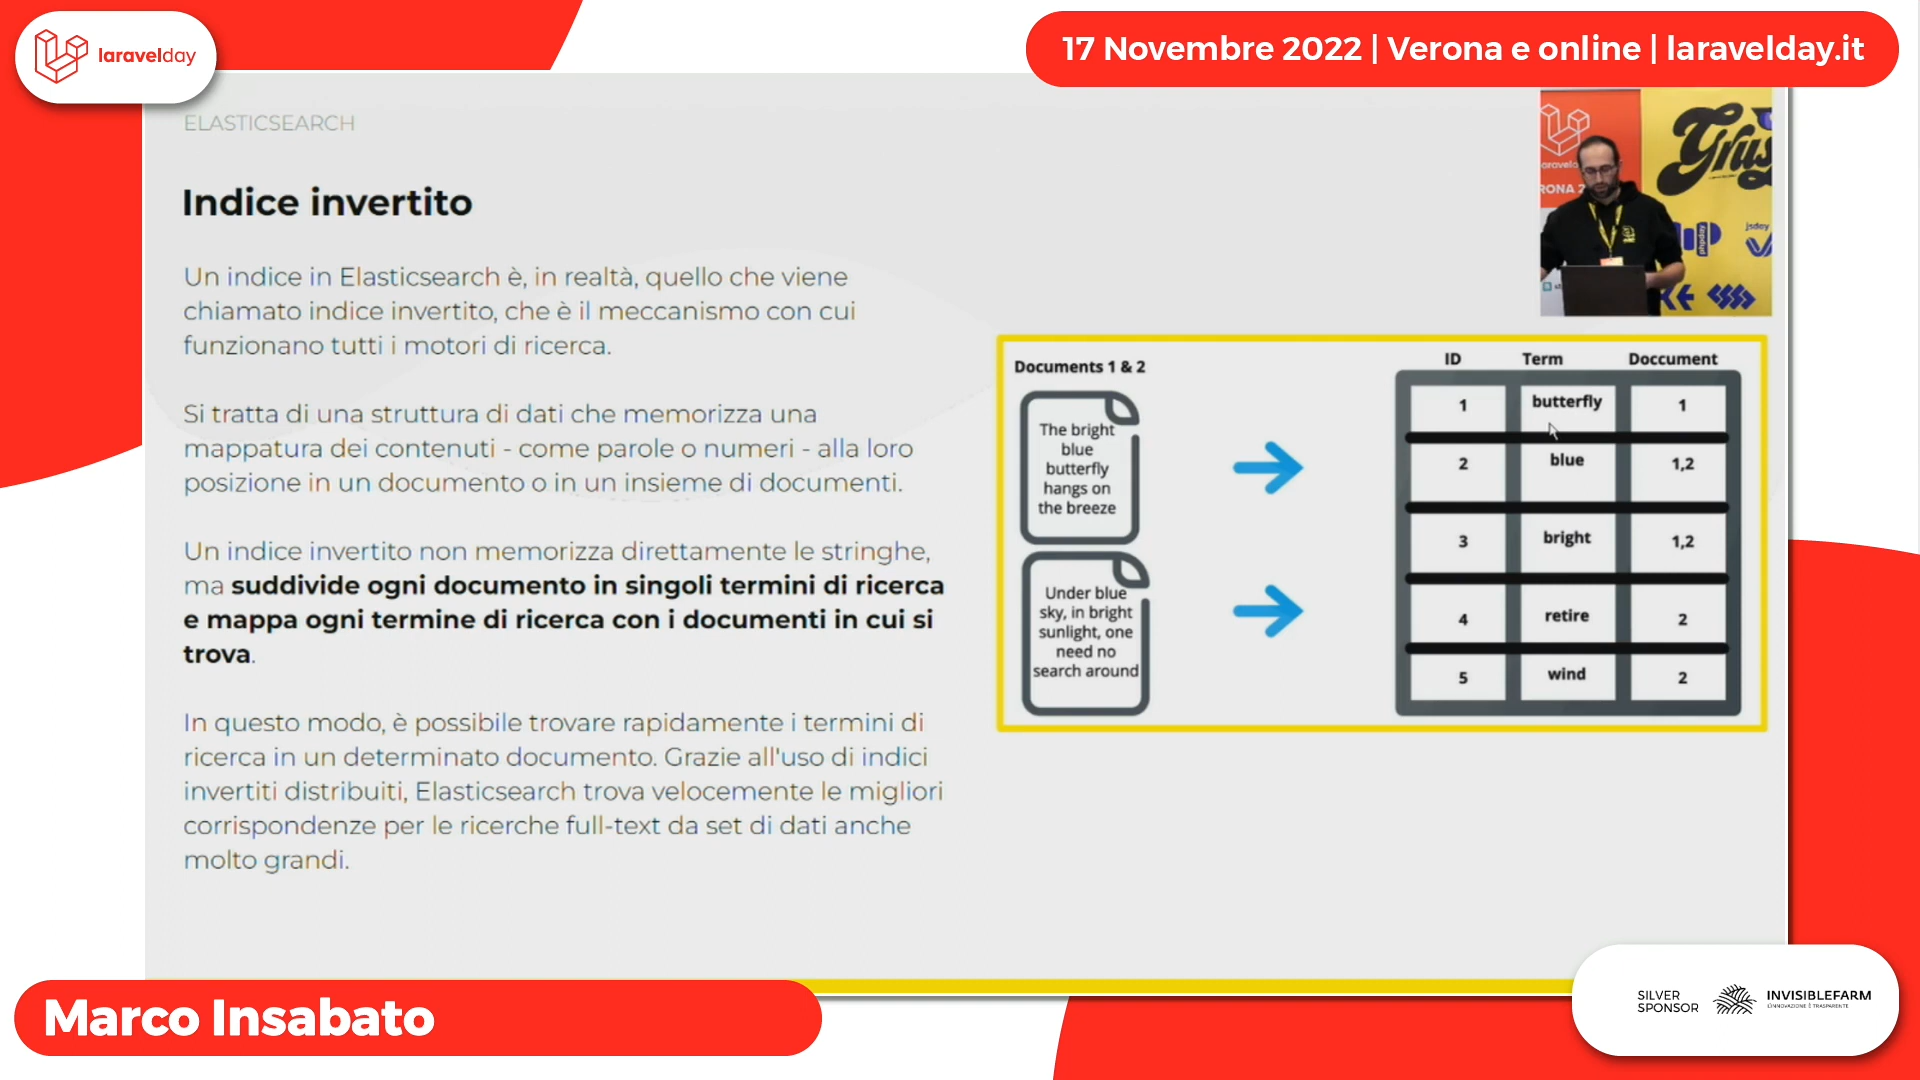 laravelday
17 Novembre 2022 | Verona e online | laravelday.it
ELASTICSEARCH
Indice invertito
Un indice in Elasticsearch è, in realtà, quello che viene
chiamato indice invertito, che è il meccanismo con cui
funzionano tutti i motori di ricerca.
Si tratta di una struttura di dati che memorizza una
mappatura dei contenuti - come parole o numeri - alla loro
posizione in un documento o in un insieme di documenti.
Un indice invertito non memorizza direttamente le stringhe,
ma suddivide ogni documento in singoli termini di ricerca
e mappa ogni termine di ricerca con i documenti in cui si
trova.
In questo modo, è possibile trovare rapidamente i termini di
ricerca in un determinato documento. Grazie all'uso di indici
invertiti distribuiti, Elasticsearch trova velocemente le migliori
corrispondenze per le ricerche full-text da set di dati anche
molto grandi.
Documents 1 & 2
The bright
blue
butterfly
hangs on
the breeze
Under blue
sky, in bright
sunlight, one
need no
search around
ID Term Doccument
1 butterfly 1
2 blue 1,2
3 bright 1,2
4 retire 2
5 wind 2
phpday
jsday
Marco Insabato
SILVER
SPONSOR
INVISIBLEFARM
L'INNOVAZIONE È TRASPARENTE